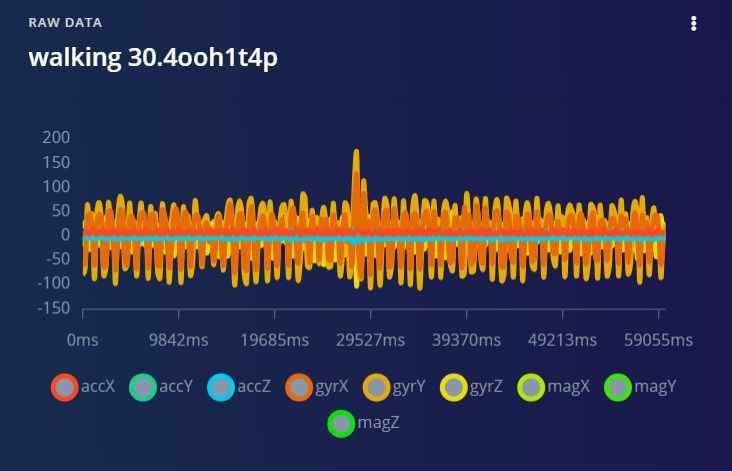 RAW DATA
walking 30.4ooh1t4p
200
150
100
50
0
-50
-100
-150
0ms 9842ms 19685ms 29527ms 39370ms 49213ms 59055ms
accX accY accZ gyrX gyrY gyrZ magX magY
magZ